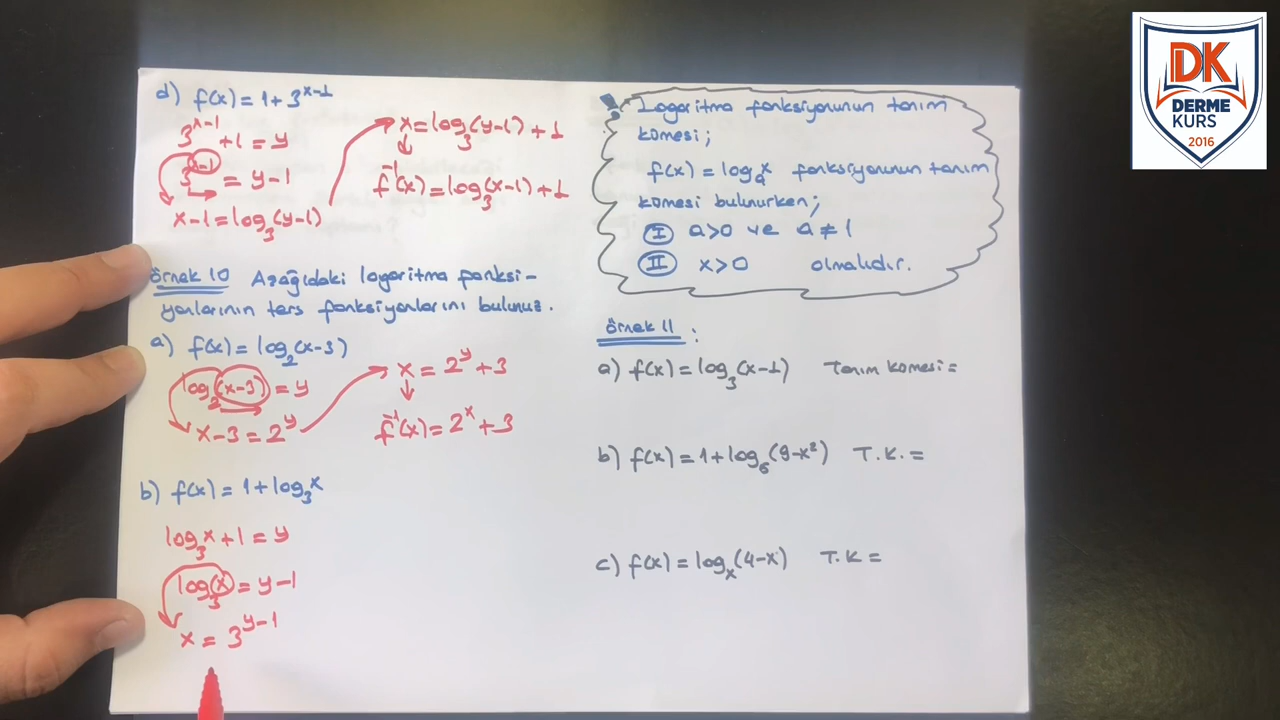 d) f(x) = 1 + 3^(x-1)
3^(x-1) + 1 = y
3^(x-1) = y - 1
x - 1 = log₃(y-1)
x = log₃(y-1) + 1
f⁻¹(x) = log₃(x-1) + 1
Örnek 10 Aşağıdaki logaritma fonksi-
yonlarının ters fonksiyonlarını bulunuz.
a) f(x) = log₂(x-3)
log₂(x-3) = y
x - 3 = 2^y
x = 2^y + 3
f⁻¹(x) = 2^x + 3
b) f(x) = 1 + log₃x
log₃x + 1 = y
log₃(x) = y - 1
x = 3^(y-1)
! Logaritma fonksiyonunun tanım
kümesi;
f(x) = logₐx fonksiyonunun tanım
kümesi bulunurken;
I a>0 ve a≠1
II x>0 olmalıdır.
Örnek 11 :
a) f(x) = log₃(x-1) Tanım kümesi =
b) f(x) = 1 + log₆(9-x²) T.K. =
c) f(x) = logₓ(4-x) T.K =
DK
DERME
KURS
2016